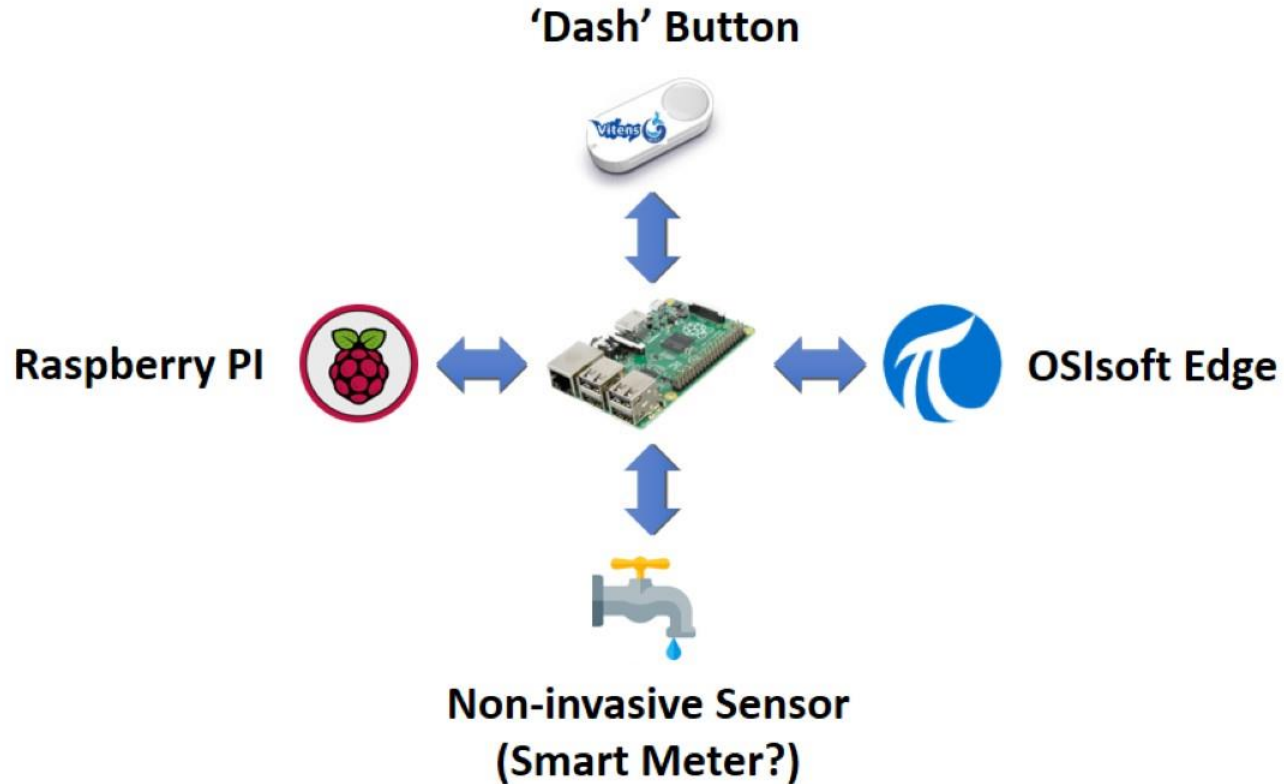 ‘Dash’ Button
Vitens
Raspberry PI
OSIsoft Edge
Non-invasive Sensor
(Smart Meter?)